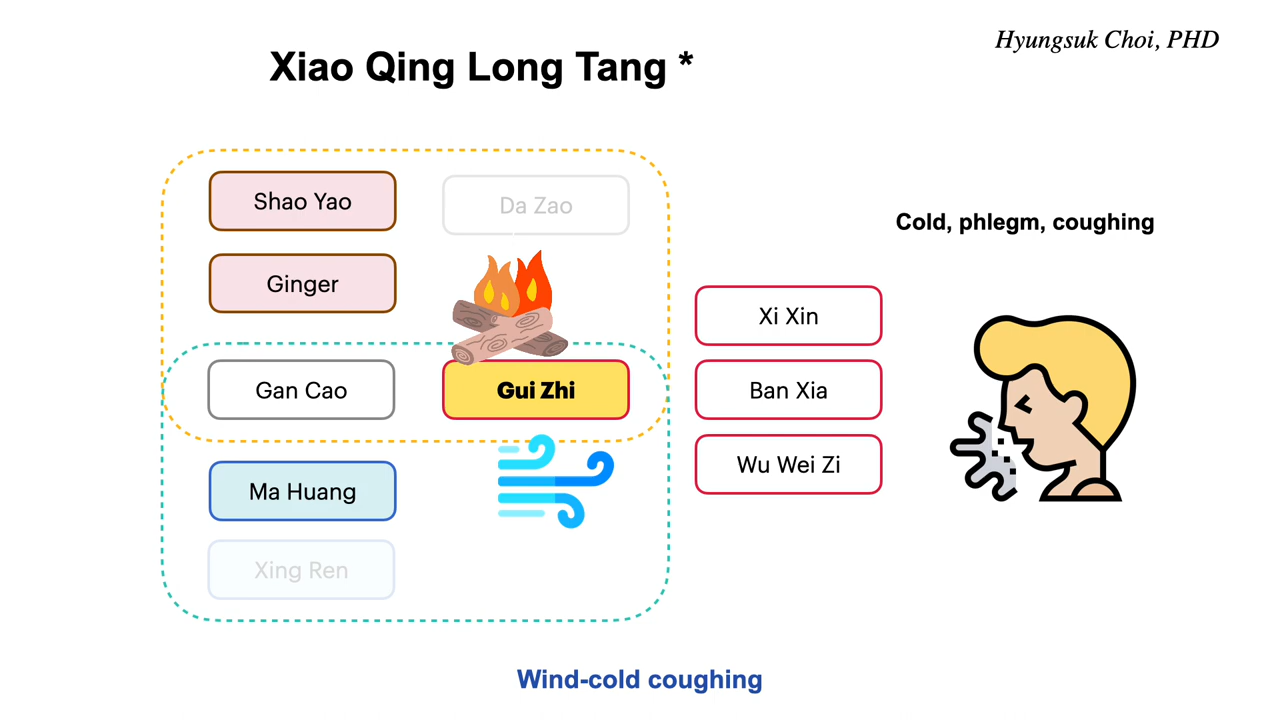 Hyungsuk Choi, PHD
Xiao Qing Long Tang *
Shao Yao
Da Zao
Ginger
Gan Cao
Gui Zhi
Ma Huang
Xing Ren
Cold, phlegm, coughing
Xi Xin
Ban Xia
Wu Wei Zi
Wind-cold coughing